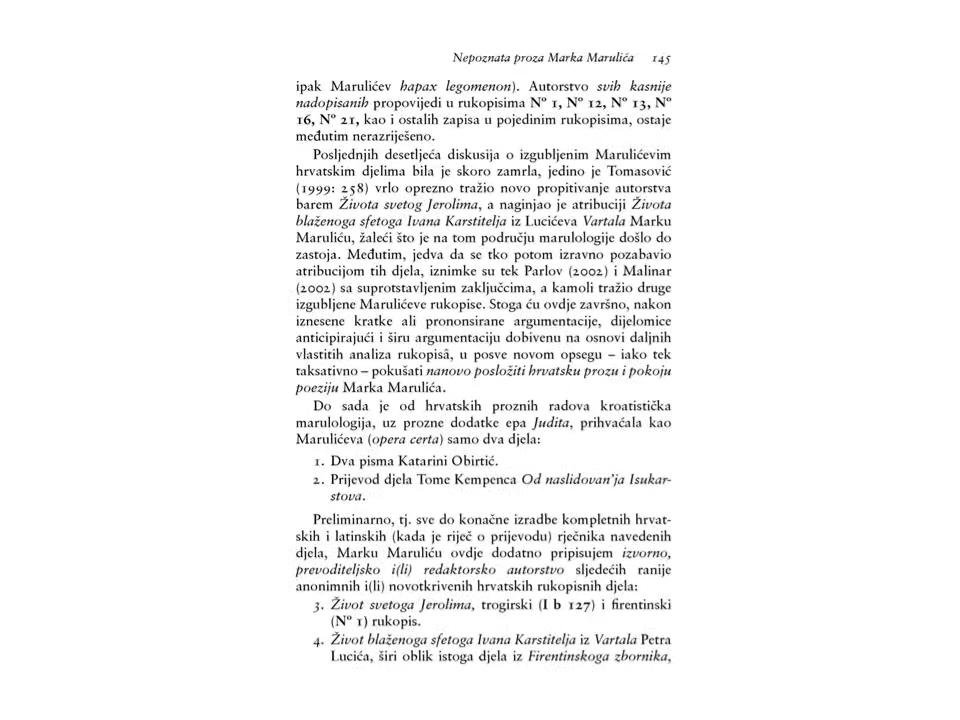 Nepoznata proza Marka Marulića 145
ipak Marulićev hapax legomenon). Autorstvo svih kasnije
nadopisanih propovijedi u rukopisima Nº 1, Nº 12, Nº 13, Nº
16, Nº 21, kao i ostalih zapisa u pojedinim rukopisima, ostaje
međutim nerazriješeno.
Posljednjih desetljeća diskusija o izgubljenim Marulićevim
hrvatskim djelima bila je skoro zamrla, jedino je Tomasović
(1999: 258) vrlo oprezno tražio novo propitivanje autorstva
barem Života svetog Jerolima, a naginjao je atribuciji Života
blaženoga sfetoga Ivana Karstitelja iz Lucićeva Vartala Marku
Maruliću, žaleći što je na tom području marulologije došlo do
zastoja. Međutim, jedva da se tko potom izravno pozabavio
atribucijom tih djela, iznimke su tek Parlov (2002) i Malinar
(2002) sa suprotstavljenim zaključcima, a kamoli tražio druge
izgubljene Marulićeve rukopise. Stoga ću ovdje završno, nakon
iznesene kratke ali prononsirane argumentacije, dijelomice
anticipirajući i širu argumentaciju dobivenu na osnovi daljnih
vlastitih analiza rukopisâ, u posve novom opsegu – iako tek
taksativno – pokušati nanovo posložiti hrvatsku prozu i pokoju
poeziju Marka Marulića.
Do sada je od hrvatskih proznih radova kroatistička
marulologija, uz prozne dodatke epa Judita, prihvaćala kao
Marulićeva (opera certa) samo dva djela:
1. Dva pisma Katarini Obirtić.
2. Prijevod djela Tome Kempenca Od naslidovan'ja Isukar-
stova.
Preliminarno, tj. sve do konačne izradbe kompletnih hrvat-
skih i latinskih (kada je riječ o prijevodu) rječnika navedenih
djela, Marku Maruliću ovdje dodatno pripisujem izvorno,
prevoditeljsko i(li) redaktorsko autorstvo sljedećih ranije
anonimnih i(li) novotkrivenih hrvatskih rukopisnih djela:
3. Život svetoga Jerolima, trogirski (I b 127) i firentinski
(Nº 1) rukopis.
4. Život blaženoga sfetoga Ivana Karstitelja iz Vartala Petra
Lucića, širi oblik istoga djela iz Firentinskoga zbornika,